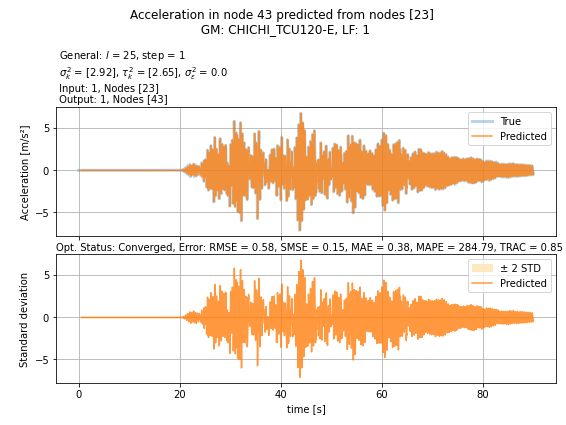 Acceleration in node 43 predicted from nodes [23]
GM: CHICHI_TCU120-E, LF: 1
General: l = 25, step = 1
σ²ₖ = [2.92], τ²ₖ = [2.65], σ²ε = 0.0
Input: 1, Nodes [23]
Output: 1, Nodes [43]
Acceleration [m/s²]
5
0
−5
True
Predicted
Opt. Status: Converged, Error: RMSE = 0.58, SMSE = 0.15, MAE = 0.38, MAPE = 284.79, TRAC = 0.85
Standard deviation
5
0
−5
± 2 STD
Predicted
0 20 40 60 80
time [s]